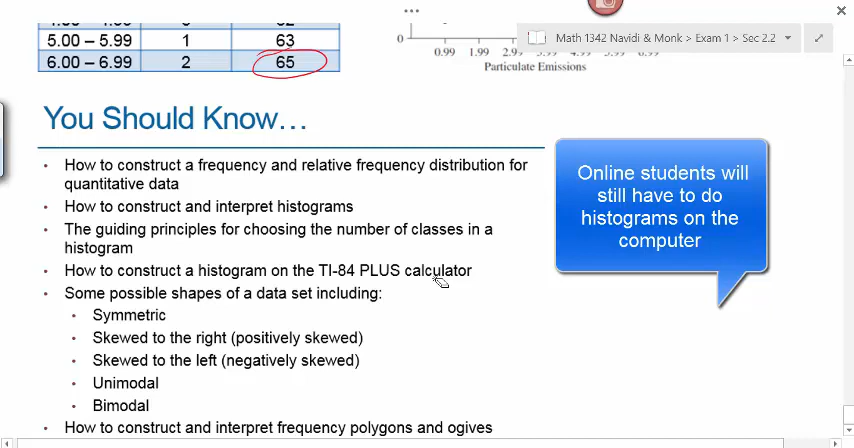 Math 1342 Navidi & Monk > Exam 1 > Sec 2.2
5.00 – 5.99 1 63
6.00 – 6.99 2 65
0
0.99 1.99
Particulate Emissions
You Should Know…
• How to construct a frequency and relative frequency distribution for
quantitative data
• How to construct and interpret histograms
• The guiding principles for choosing the number of classes in a
histogram
• How to construct a histogram on the TI-84 PLUS calculator
• Some possible shapes of a data set including:
• Symmetric
• Skewed to the right (positively skewed)
• Skewed to the left (negatively skewed)
• Unimodal
• Bimodal
• How to construct and interpret frequency polygons and ogives
Online students will
still have to do
histograms on the
computer